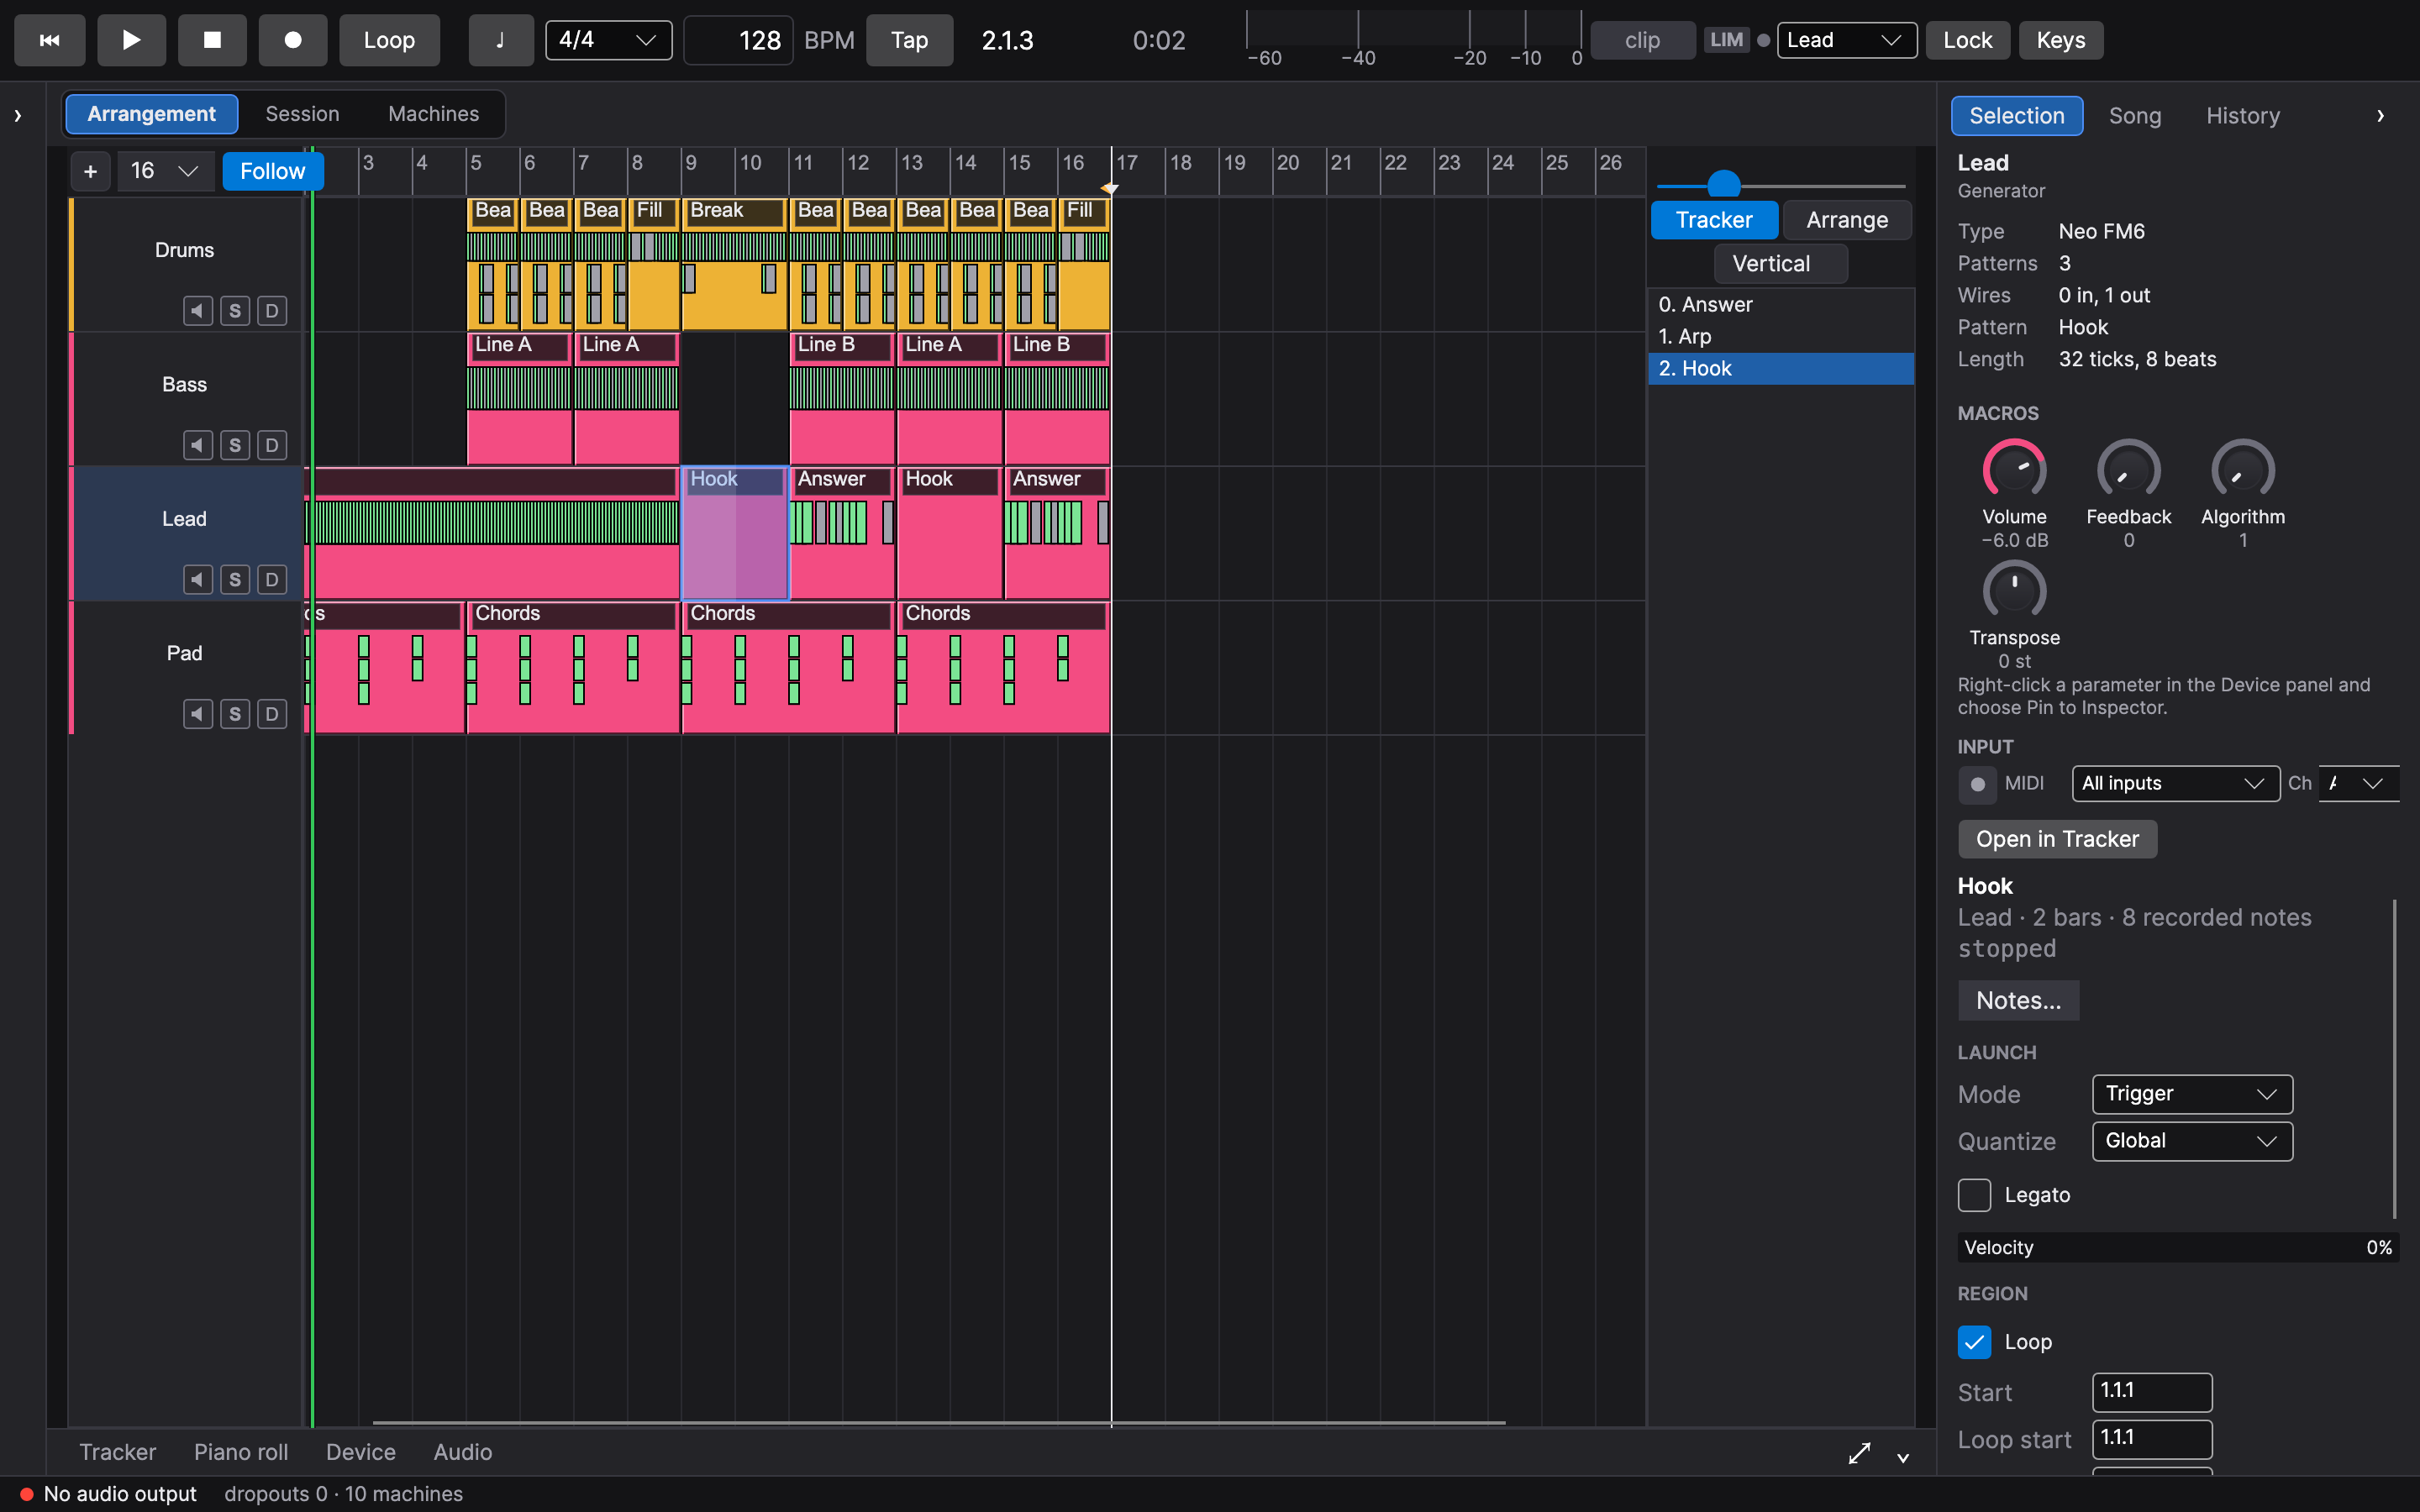 Loop
♩
4/4
128 BPM
Tap
2.1.3
0:02
−60 −40 −20 −10 0
clip
LIM
Lead
Lock
Keys
Arrangement Session Machines
Selection Song History
+ 16 Follow
3 4 5 6 7 8 9 10 11 12 13 14 15 16 17 18 19 20 21 22 23 24 25 26
Drums
S D
Bea Bea Bea Fill Break Bea Bea Bea Bea Bea Fill
Bass
S D
Line A Line A Line B Line A Line B
Lead
S D
Hook Answer Hook Answer
Pad
S D
Chords Chords Chords
Tracker Arrange
Vertical
0. Answer
1. Arp
2. Hook
Lead
Generator
Type Neo FM6
Patterns 3
Wires 0 in, 1 out
Pattern Hook
Length 32 ticks, 8 beats
MACROS
Volume Feedback Algorithm
−6.0 dB 0 1
Transpose
0 st
Right-click a parameter in the Device panel and
choose Pin to Inspector.
INPUT
MIDI All inputs Ch
Open in Tracker
Hook
Lead · 2 bars · 8 recorded notes
stopped
Notes...
LAUNCH
Mode Trigger
Quantize Global
Legato
Velocity 0%
REGION
Loop
Start 1.1.1
Loop start 1.1.1
Tracker Piano roll Device Audio
No audio output dropouts 0 · 10 machines